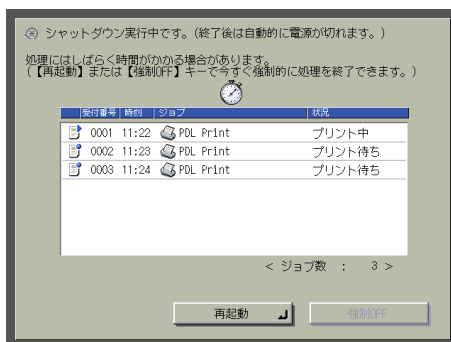 シャットダウン実行中です。(終了後は自動的に電源が切れます。)
処理にはしばらく時間がかかる場合があります。
(【再起動】または【強制OFF】キーで今すぐ強制的に処理を終了できます。)
受付番号 時刻 ジョブ 状況
0001 11:22 PDL Print プリント中
0002 11:23 PDL Print プリント待ち
0003 11:24 PDL Print プリント待ち
< ジョブ数 : 3 >
再起動 強制OFF